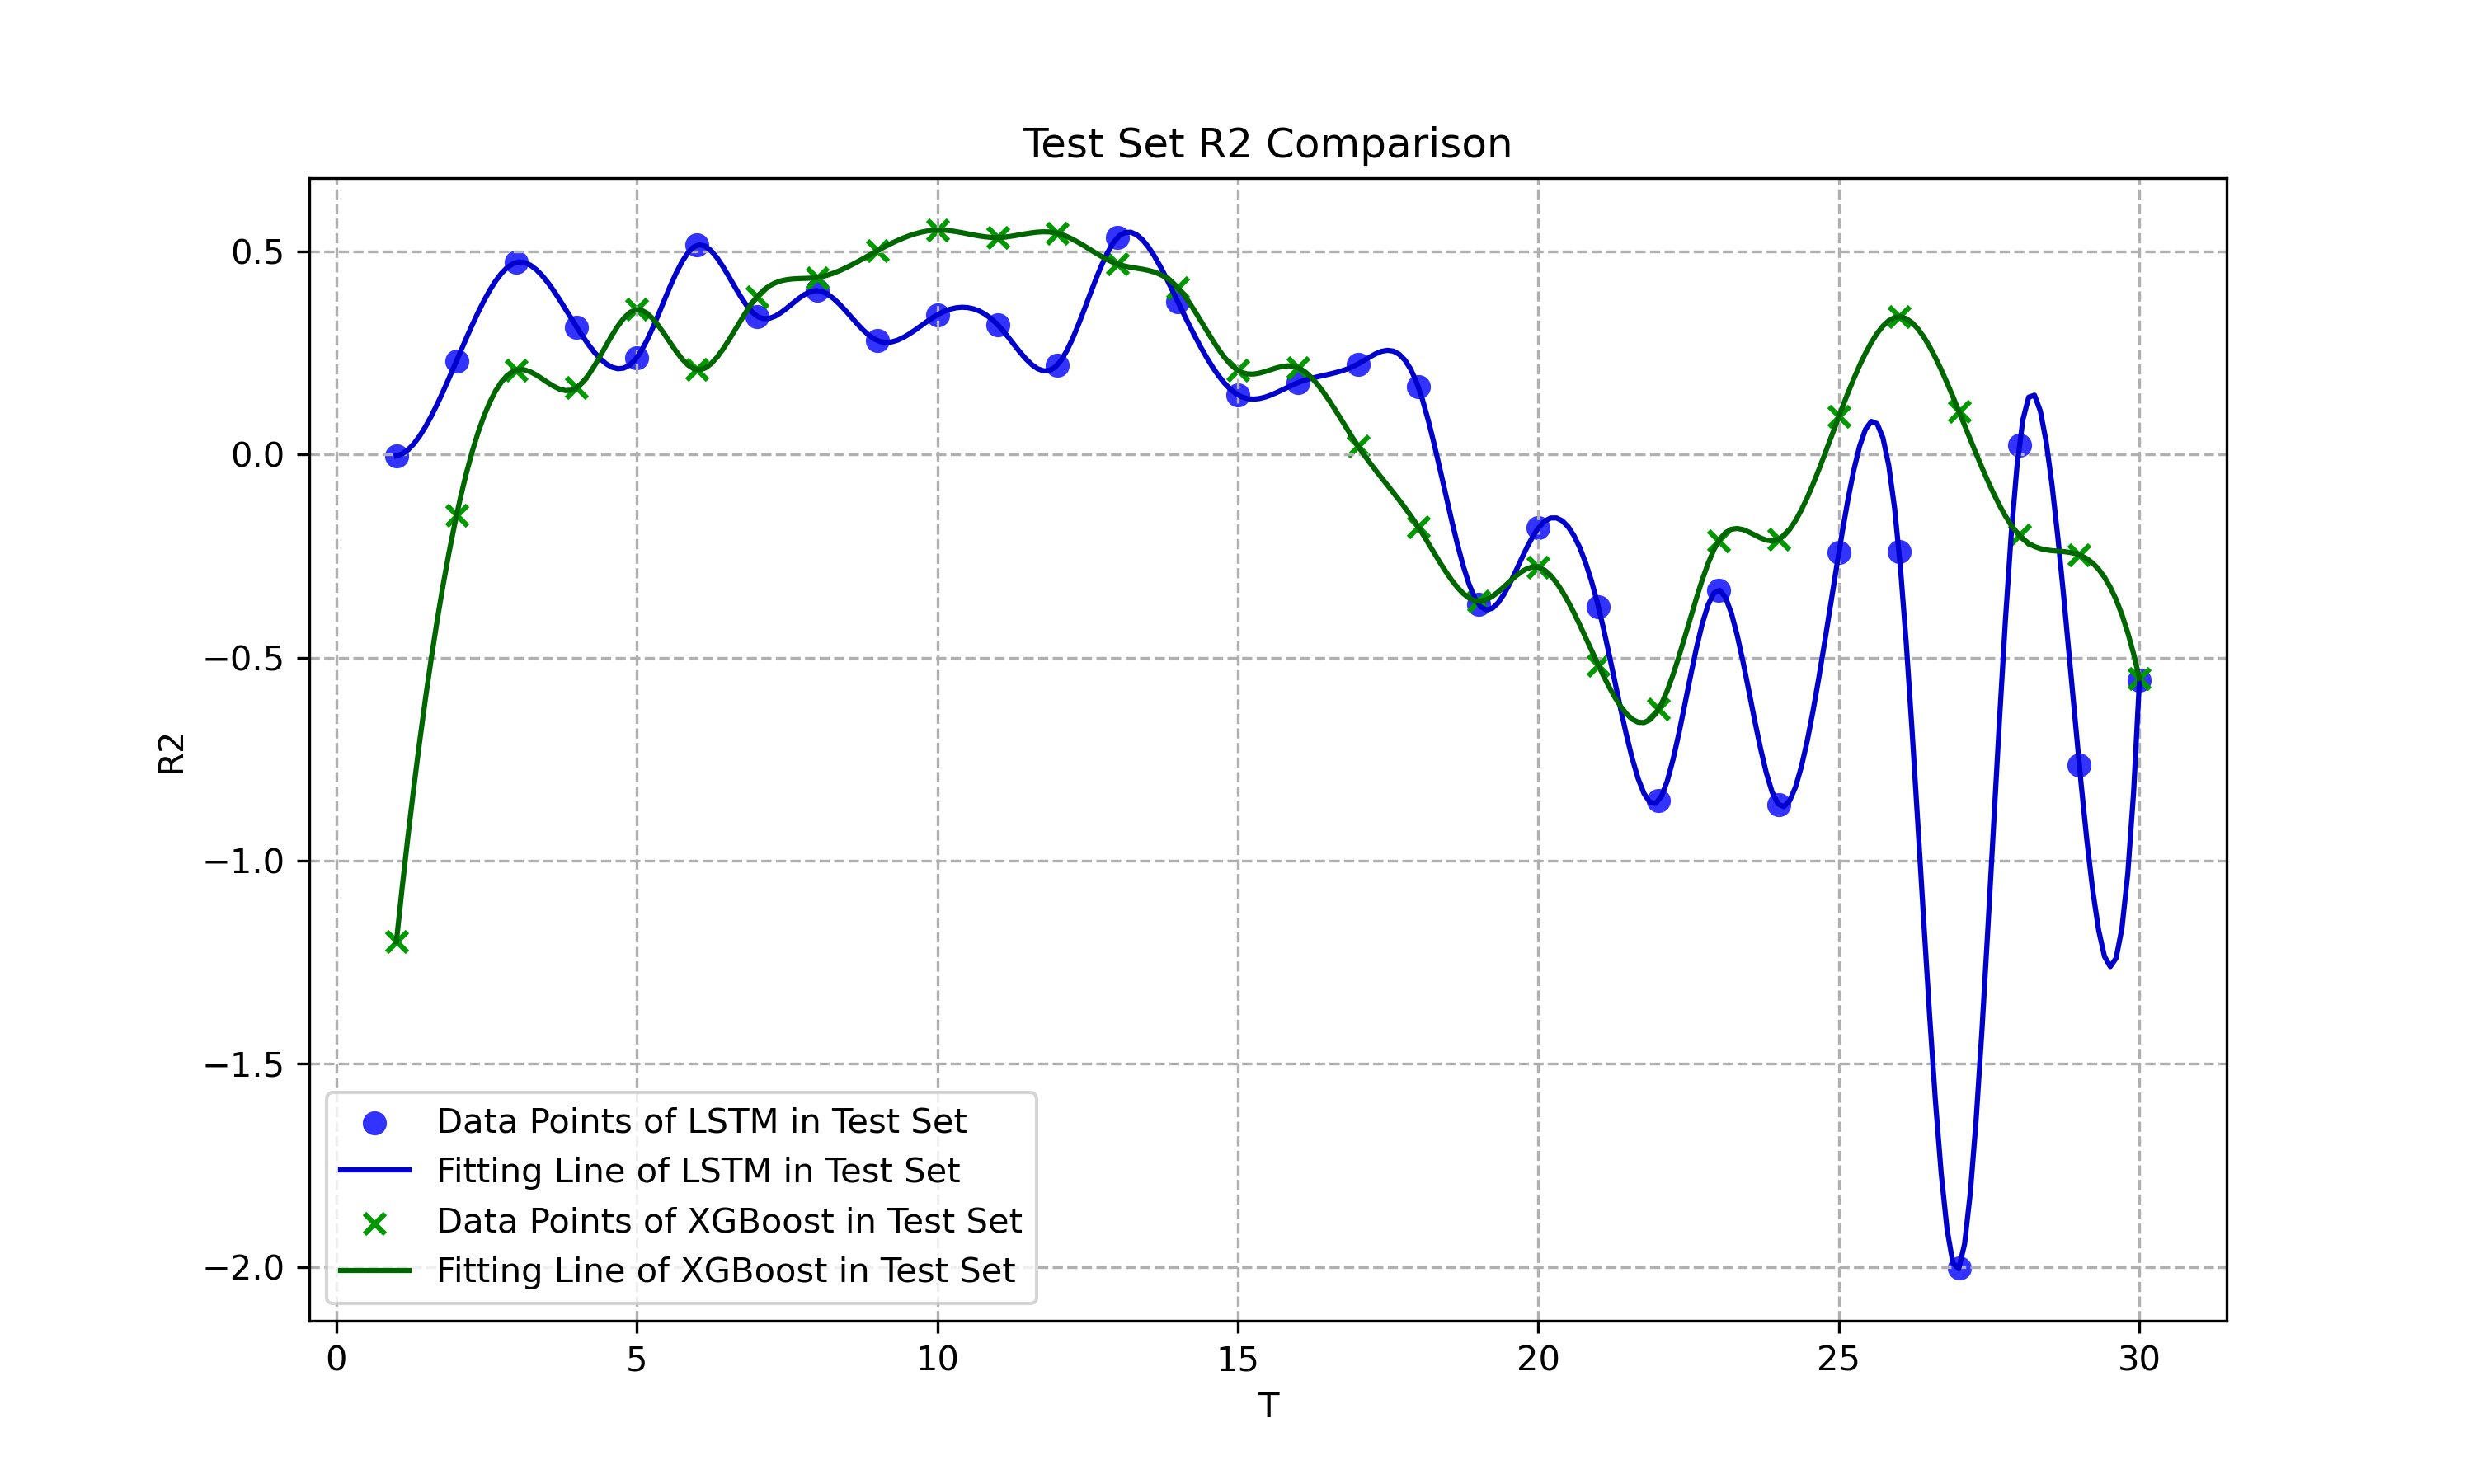 Test Set R2 Comparison
R2
0.5
0.0
−0.5
−1.0
−1.5
−2.0
Data Points of LSTM in Test Set
Fitting Line of LSTM in Test Set
Data Points of XGBoost in Test Set
Fitting Line of XGBoost in Test Set
0 5 10 15 20 25 30
T